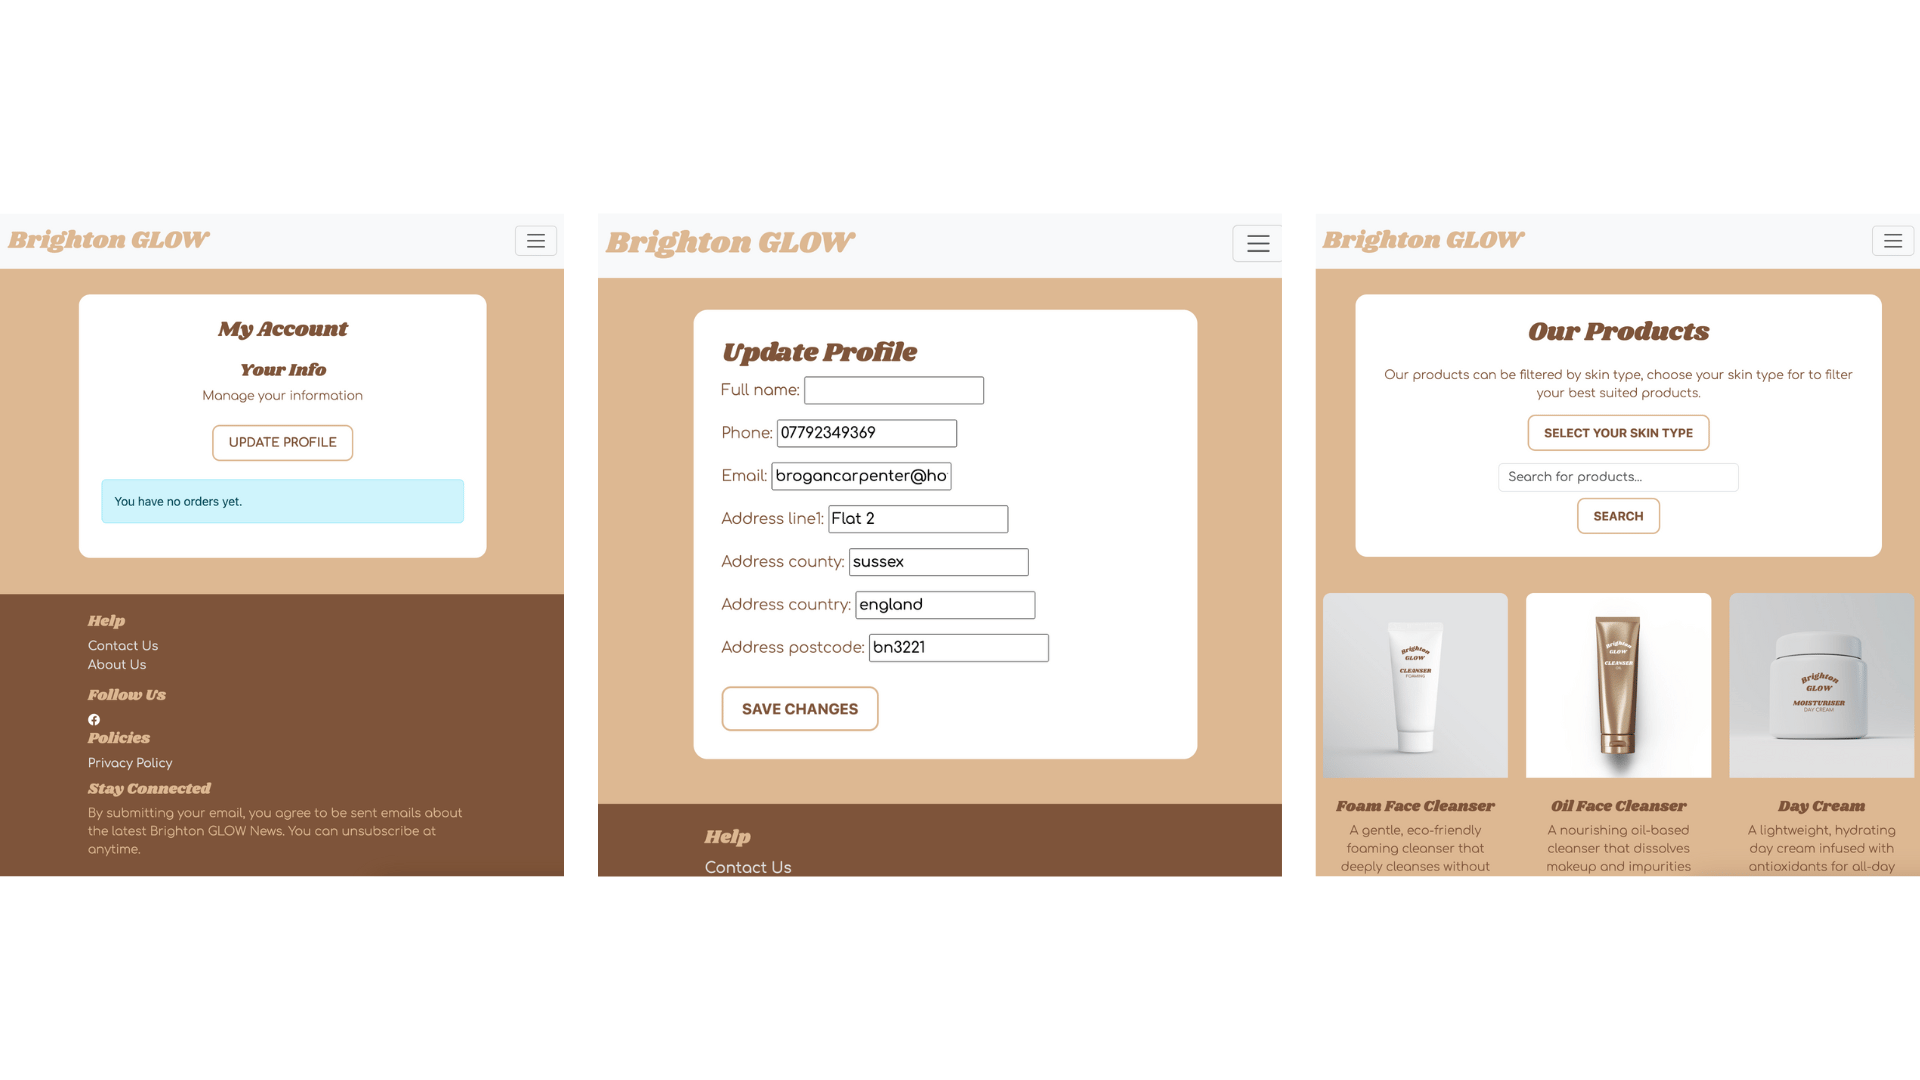 Brighton GLOW
My Account
Your Info
Manage your information
UPDATE PROFILE
You have no orders yet.
Help
Contact Us
About Us
Follow Us
Policies
Privacy Policy
Stay Connected
By submitting your email, you agree to be sent emails about
the latest Brighton GLOW News. You can unsubscribe at
anytime.
Brighton GLOW
Update Profile
Full name:
Phone: 07792349369
Email: brogancarpenter@ho
Address line1: Flat 2
Address county: sussex
Address country: england
Address postcode: bn3221
SAVE CHANGES
Help
Contact Us
Brighton GLOW
Our Products
Our products can be filtered by skin type, choose your skin type for to filter
your best suited products.
SELECT YOUR SKIN TYPE
Search for products...
SEARCH
Brighton
GLOW
CLEANSER
FOAMING
Brighton
GLOW
CLEANSER
OIL
Brighton
GLOW
MOISTURISER
DAY CREAM
Foam Face Cleanser
A gentle, eco-friendly
foaming cleanser that
deeply cleanses without
Oil Face Cleanser
A nourishing oil-based
cleanser that dissolves
makeup and impurities
Day Cream
A lightweight, hydrating
day cream infused with
antioxidants for all-day